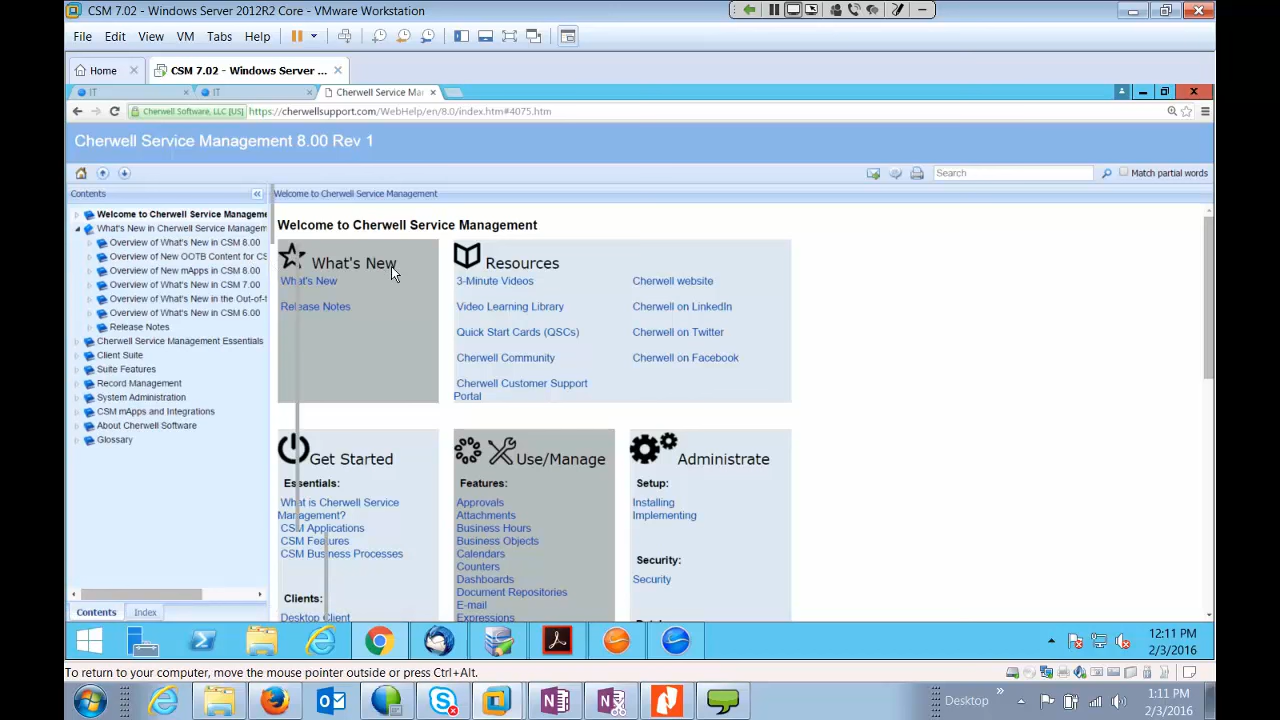 CSM 7.02 - Windows Server 2012R2 Core - VMware Workstation
File Edit View VM Tabs Help
Home CSM 7.02 - Windows Server ...
IT IT Cherwell Service Mar
Cherwell Software, LLC [US] https://cherwellsupport.com/WebHelp/en/8.0/index.htm#4075.htm
Cherwell Service Management 8.00 Rev 1
Search Match partial words
Contents
Welcome to Cherwell Service Manageme
What's New in Cherwell Service Managem
Overview of What's New in CSM 8.00
Overview of New OOTB Content for CS
Overview of New mApps in CSM 8.00
Overview of What's New in CSM 7.00
Overview of What's New in the Out-of-t
Overview of What's New in CSM 6.00
Release Notes
Cherwell Service Management Essentials
Client Suite
Suite Features
Record Management
System Administration
CSM mApps and Integrations
About Cherwell Software
Glossary
Contents Index
Welcome to Cherwell Service Management
Welcome to Cherwell Service Management
What's New
What's New
Release Notes
Resources
3-Minute Videos
Video Learning Library
Quick Start Cards (QSCs)
Cherwell Community
Cherwell Customer Support
Portal
Cherwell website
Cherwell on LinkedIn
Cherwell on Twitter
Cherwell on Facebook
Get Started
Essentials:
What is Cherwell Service
Management?
CSM Applications
CSM Features
CSM Business Processes
Clients:
Desktop Client
Use/Manage
Features:
Approvals
Attachments
Business Hours
Business Objects
Calendars
Counters
Dashboards
Document Repositories
E-mail
Expressions
Administrate
Setup:
Installing
Implementing
Security:
Security
12:11 PM
2/3/2016
To return to your computer, move the mouse pointer outside or press Ctrl+Alt.
Desktop
1:11 PM
2/3/2016